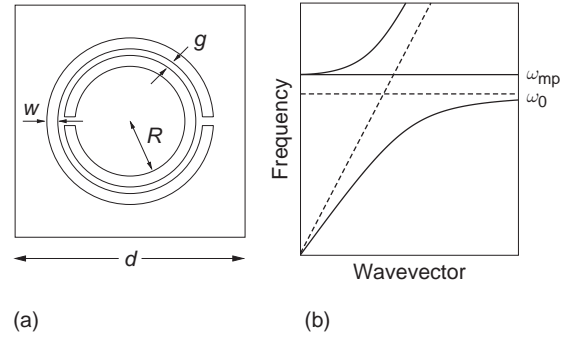 g
w
R
d
(a)
Frequency
ω_mp
ω_0
Wavevector
(b)